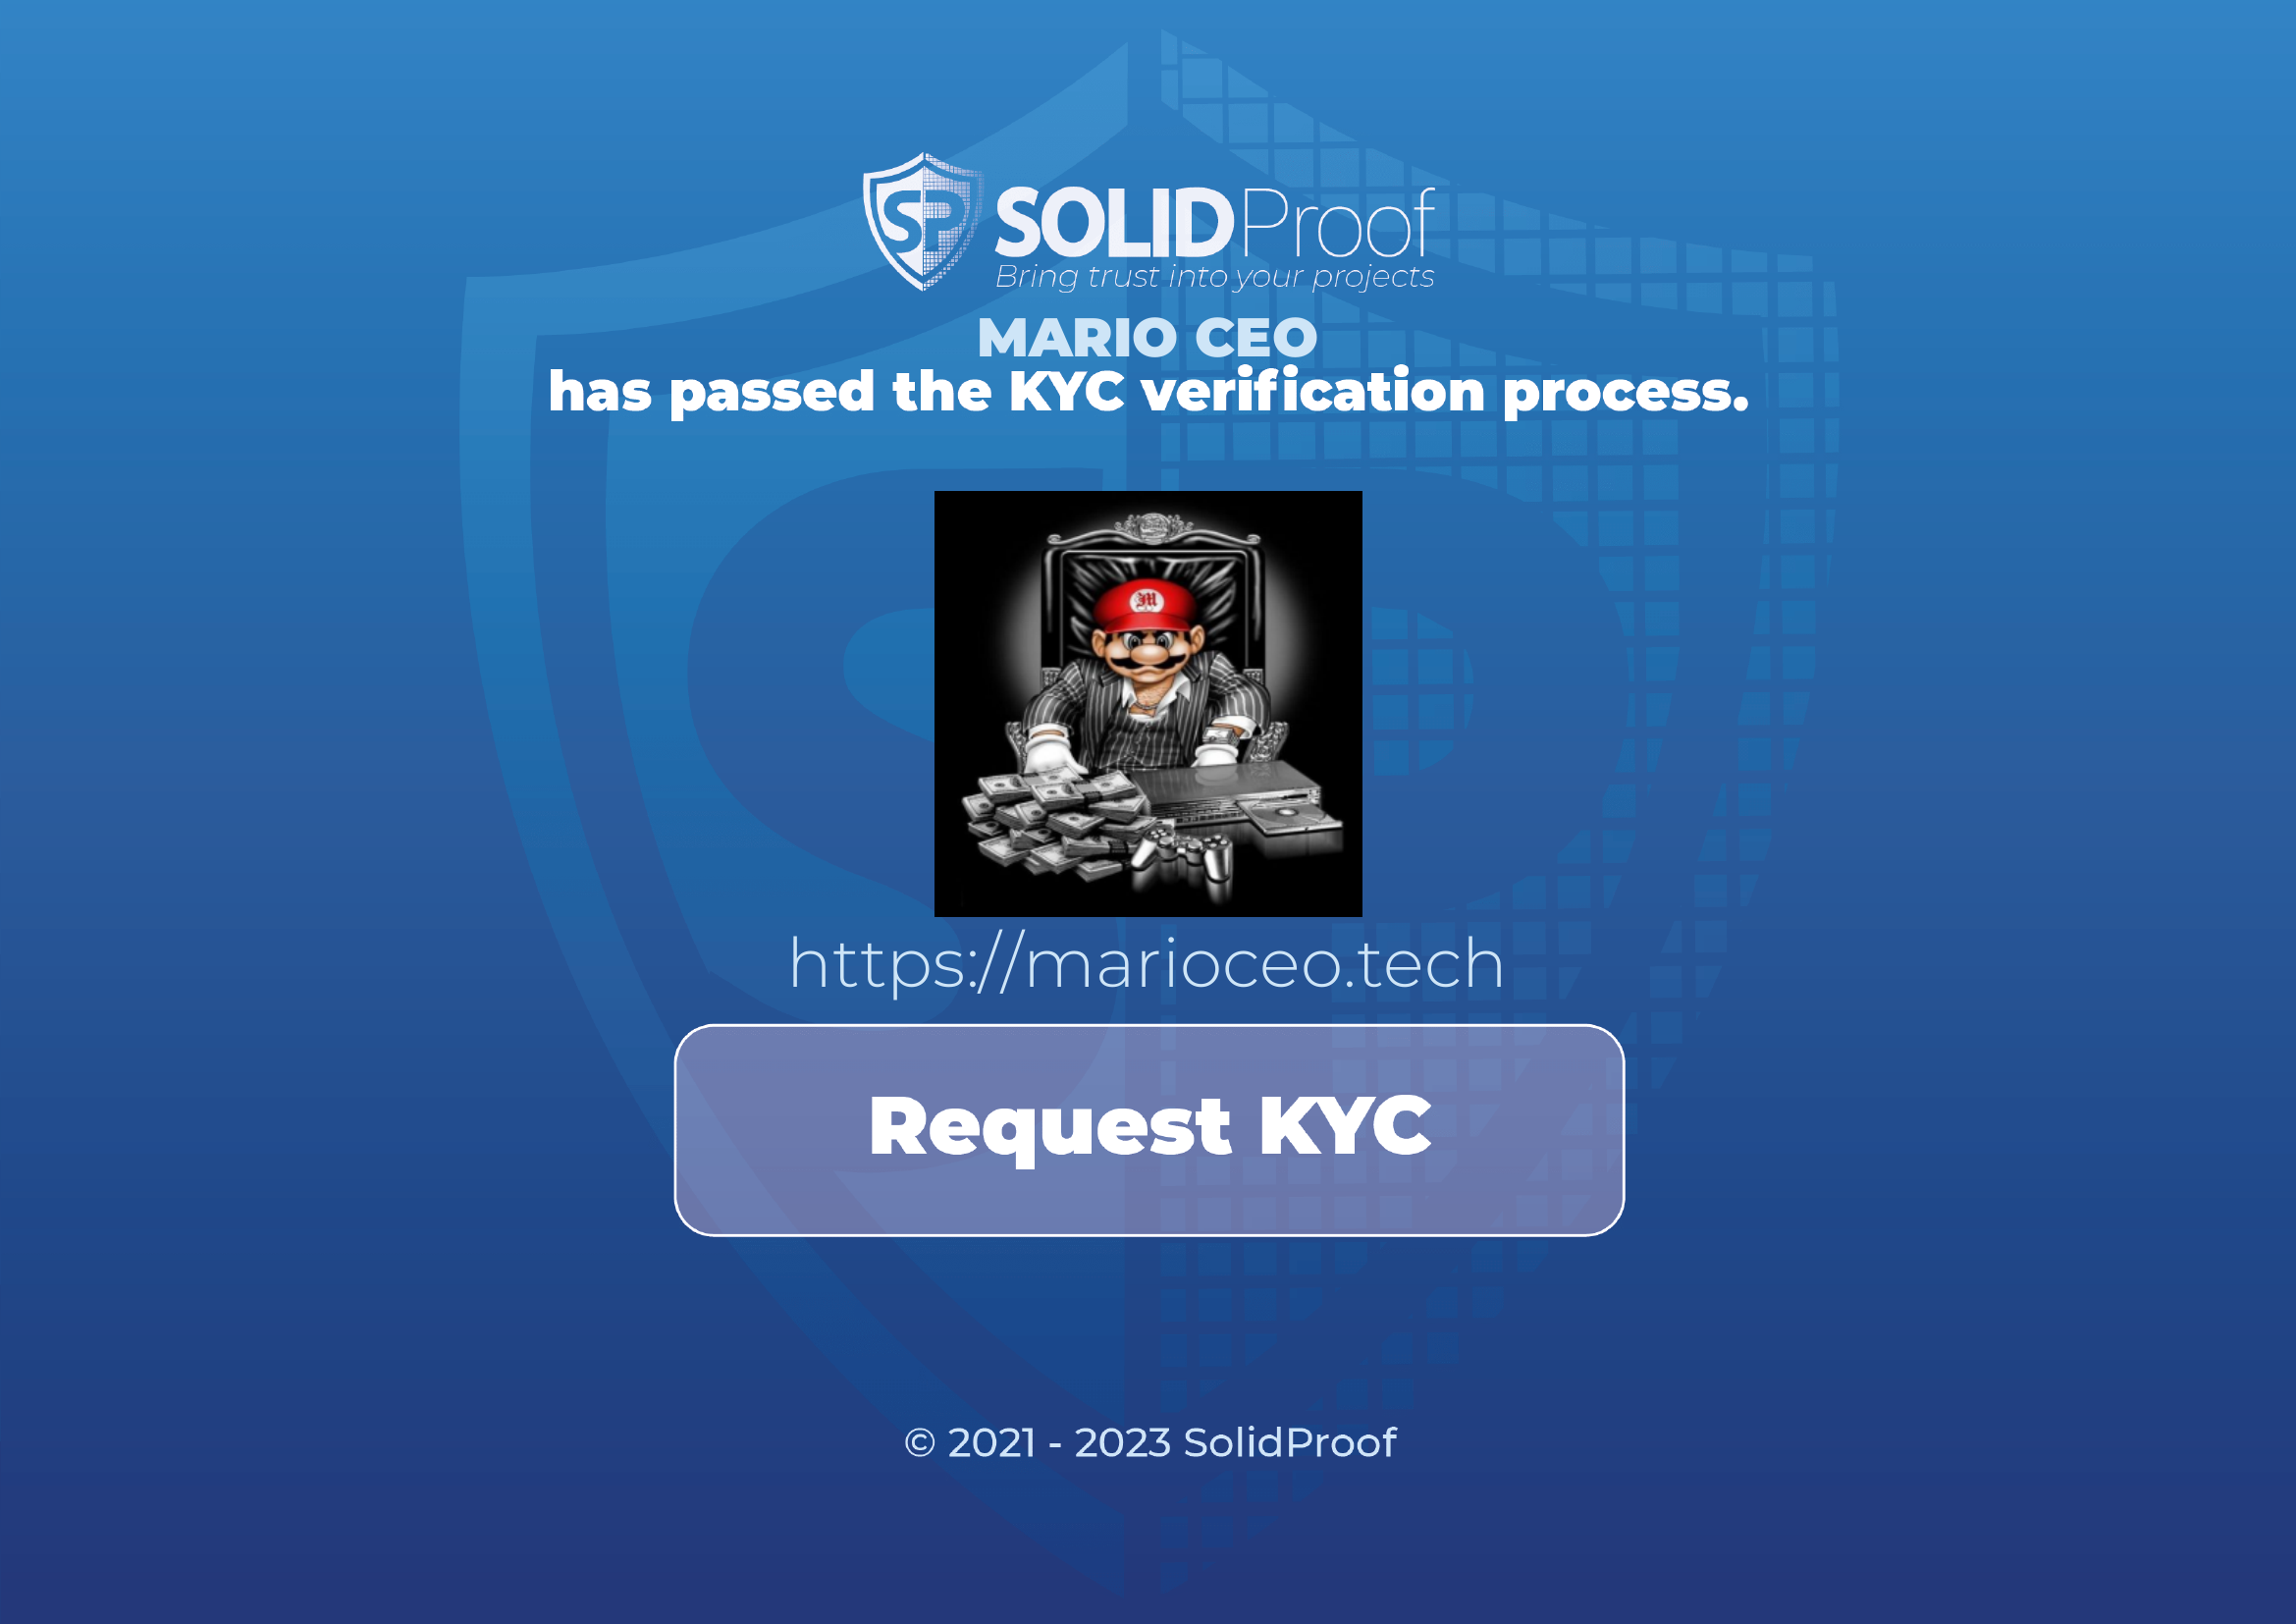 SP
SOLIDProof
Bring trust into your projects
MARIO CEO
has passed the KYC verification process.
M
https://marioceo.tech
Request KYC
© 2021 - 2023 SolidProof